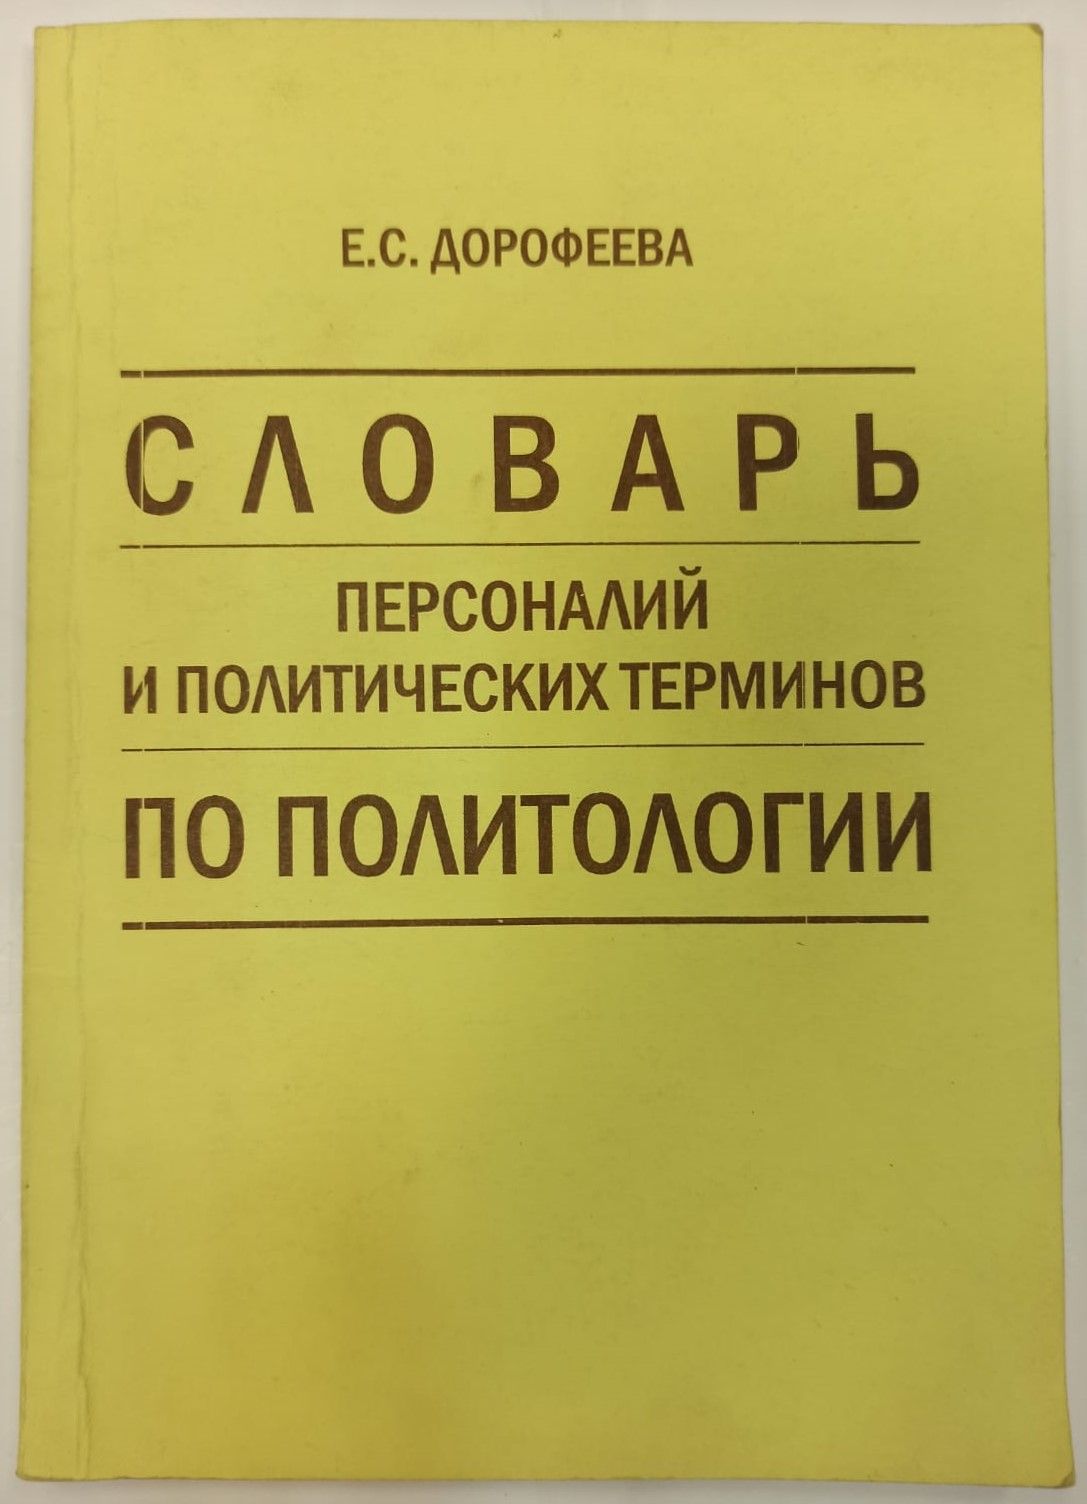 Е.С. ДОРОФЕЕВА
СЛОВАРЬ
ПЕРСОНАЛИЙ
И ПОЛИТИЧЕСКИХ ТЕРМИНОВ
ПО ПОЛИТОЛОГИИ